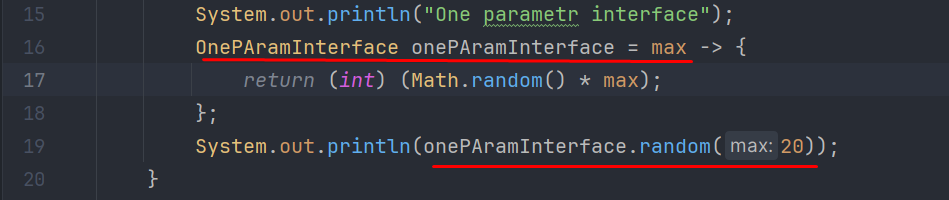 15 System.out.println("One parametr interface");
16 OnePAramInterface onePAramInterface = max -> {
17 return (int) (Math.random() * max);
18 };
19 System.out.println(onePAramInterface.random( max: 20));
20 }